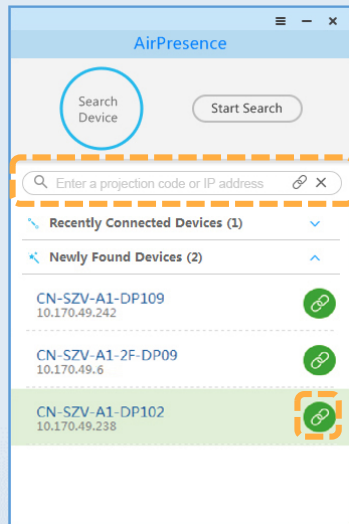 AirPresence
Search
Device
Start Search
Enter a projection code or IP address
Recently Connected Devices (1)
Newly Found Devices (2)
CN-SZV-A1-DP109
10.170.49.242
CN-SZV-A1-2F-DP09
10.170.49.6
CN-SZV-A1-DP102
10.170.49.238